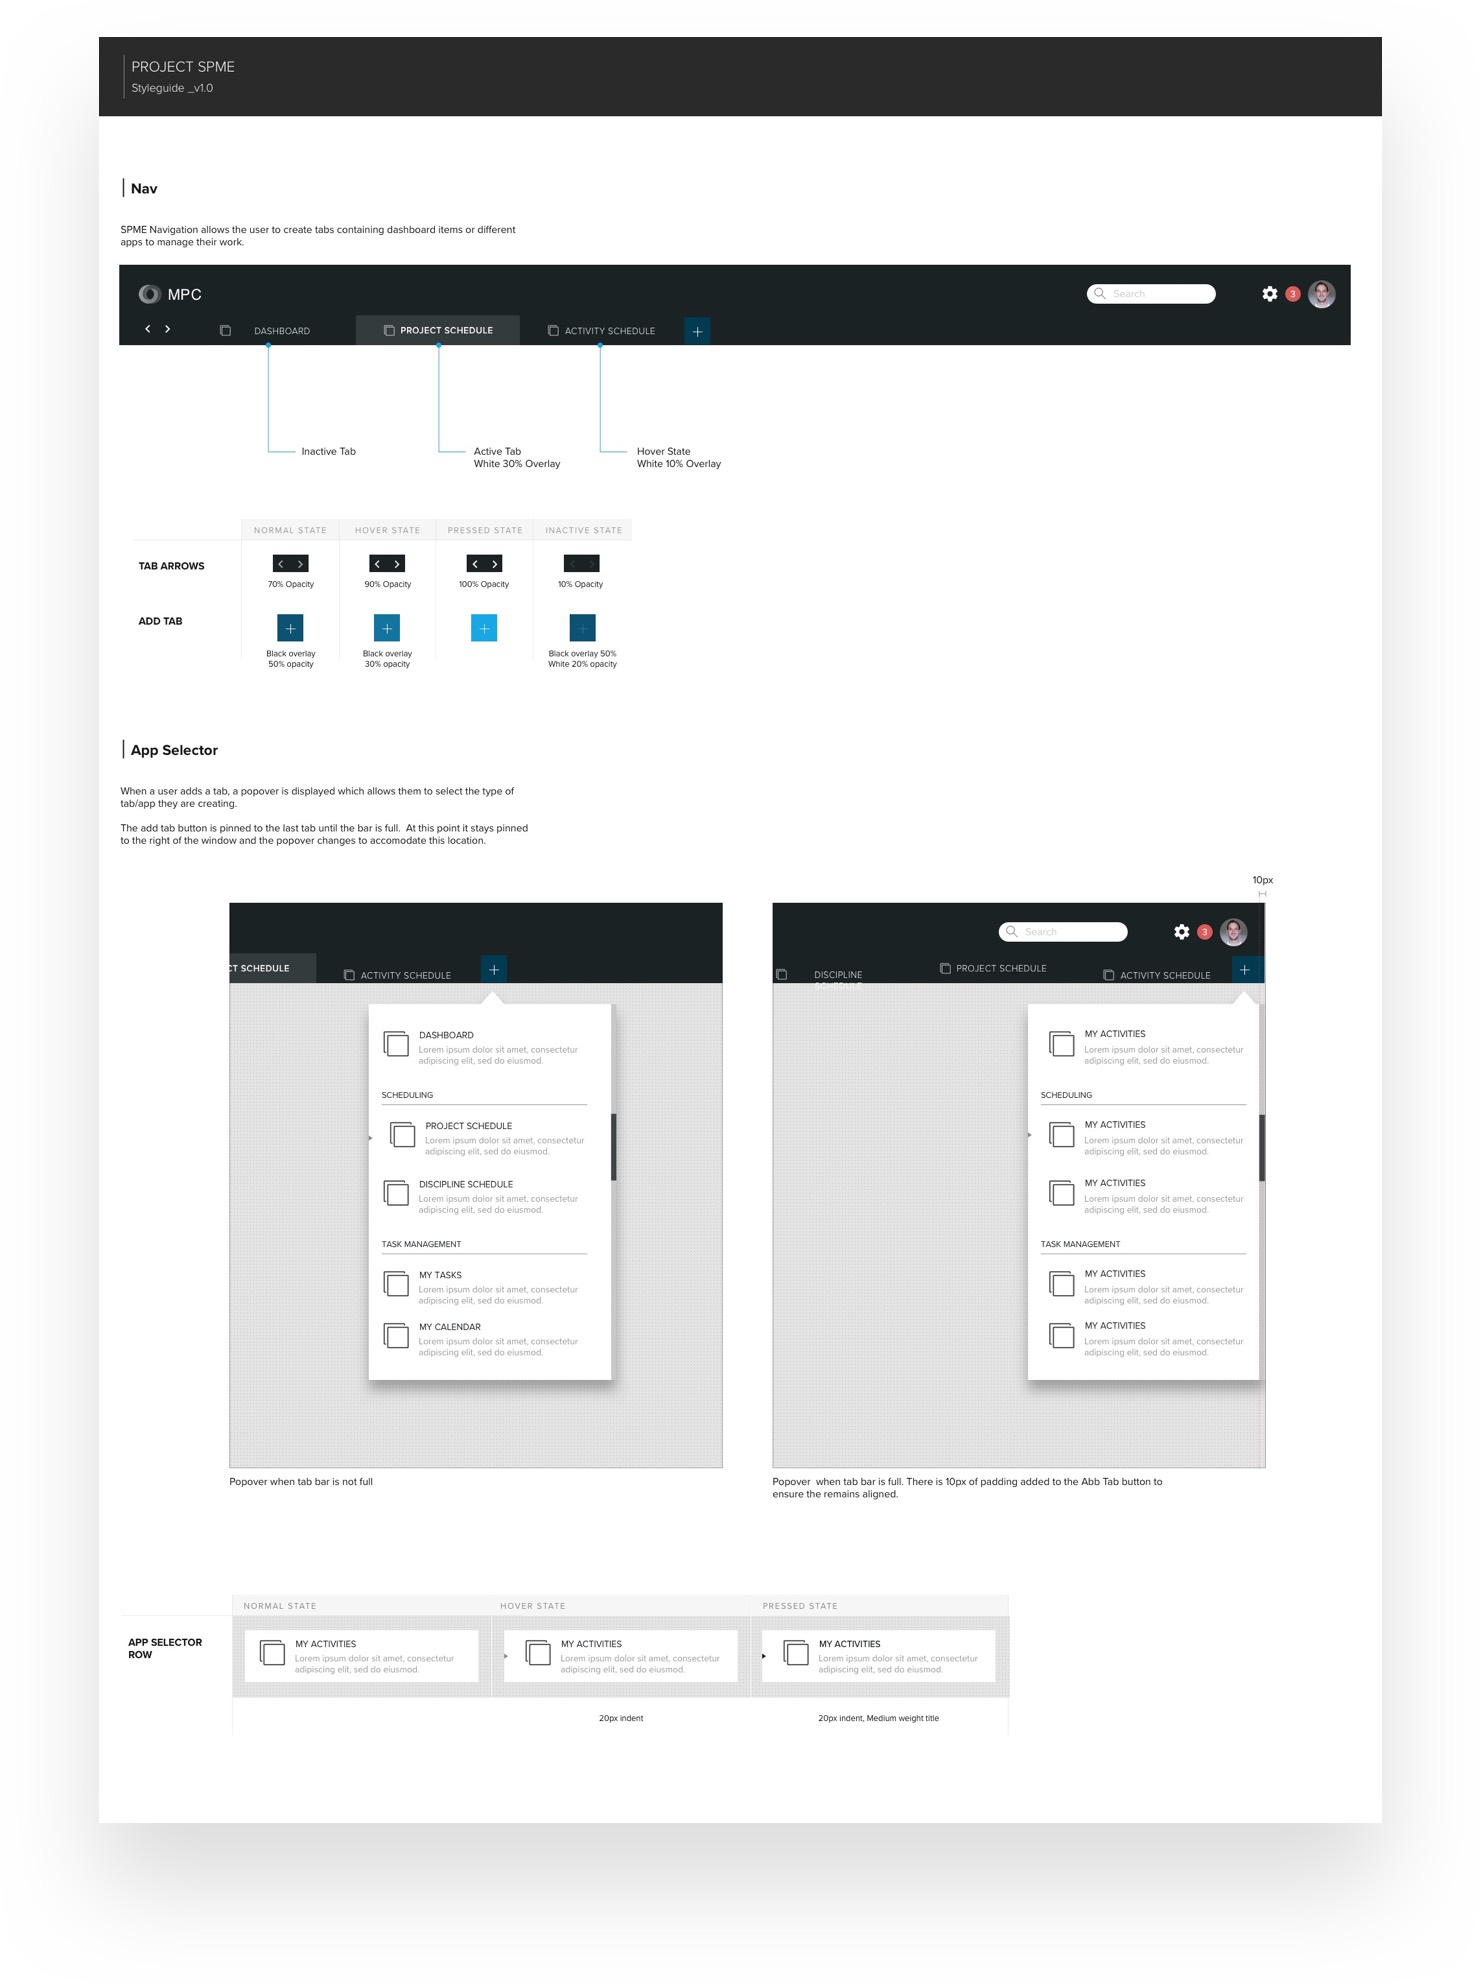 PROJECT SPME
Styleguide _v1.0
Nav
SPME Navigation allows the user to create tabs containing dashboard items or different
apps to manage their work.
MPC
Search
3
DASHBOARD
PROJECT SCHEDULE
ACTIVITY SCHEDULE
Inactive Tab
Active Tab
White 30% Overlay
Hover State
White 10% Overlay
NORMAL STATE
HOVER STATE
PRESSED STATE
INACTIVE STATE
TAB ARROWS
70% Opacity
90% Opacity
100% Opacity
10% Opacity
ADD TAB
Black overlay
50% opacity
Black overlay
30% opacity
Black overlay 50%
White 20% opacity
App Selector
When a user adds a tab, a popover is displayed which allows them to select the type of
tab/app they are creating.
The add tab button is pinned to the last tab until the bar is full.  At this point it stays pinned
to the right of the window and the popover changes to accomodate this location.
CT SCHEDULE
ACTIVITY SCHEDULE
DASHBOARD
Lorem ipsum dolor sit amet, consectetur
adipiscing elit, sed do eiusmod.
SCHEDULING
PROJECT SCHEDULE
Lorem ipsum dolor sit amet, consectetur
adipiscing elit, sed do eiusmod.
DISCIPLINE SCHEDULE
Lorem ipsum dolor sit amet, consectetur
adipiscing elit, sed do eiusmod.
TASK MANAGEMENT
MY TASKS
Lorem ipsum dolor sit amet, consectetur
adipiscing elit, sed do eiusmod.
MY CALENDAR
Lorem ipsum dolor sit amet, consectetur
adipiscing elit, sed do eiusmod.
Popover when tab bar is not full
10px
Search
3
DISCIPLINE
SCHEDULE
PROJECT SCHEDULE
ACTIVITY SCHEDULE
MY ACTIVITIES
Lorem ipsum dolor sit amet, consectetur
adipiscing elit, sed do eiusmod.
SCHEDULING
MY ACTIVITIES
Lorem ipsum dolor sit amet, consectetur
adipiscing elit, sed do eiusmod.
MY ACTIVITIES
Lorem ipsum dolor sit amet, consectetur
adipiscing elit, sed do eiusmod.
TASK MANAGEMENT
MY ACTIVITIES
Lorem ipsum dolor sit amet, consectetur
adipiscing elit, sed do eiusmod.
MY ACTIVITIES
Lorem ipsum dolor sit amet, consectetur
adipiscing elit, sed do eiusmod.
Popover  when tab bar is full. There is 10px of padding added to the Abb Tab button to
ensure the remains aligned.
NORMAL STATE
HOVER STATE
PRESSED STATE
APP SELECTOR
ROW
MY ACTIVITIES
Lorem ipsum dolor sit amet, consectetur
adipiscing elit, sed do eiusmod.
MY ACTIVITIES
Lorem ipsum dolor sit amet, consectetur
adipiscing elit, sed do eiusmod.
MY ACTIVITIES
Lorem ipsum dolor sit amet, consectetur
adipiscing elit, sed do eiusmod.
20px indent
20px indent, Medium weight title